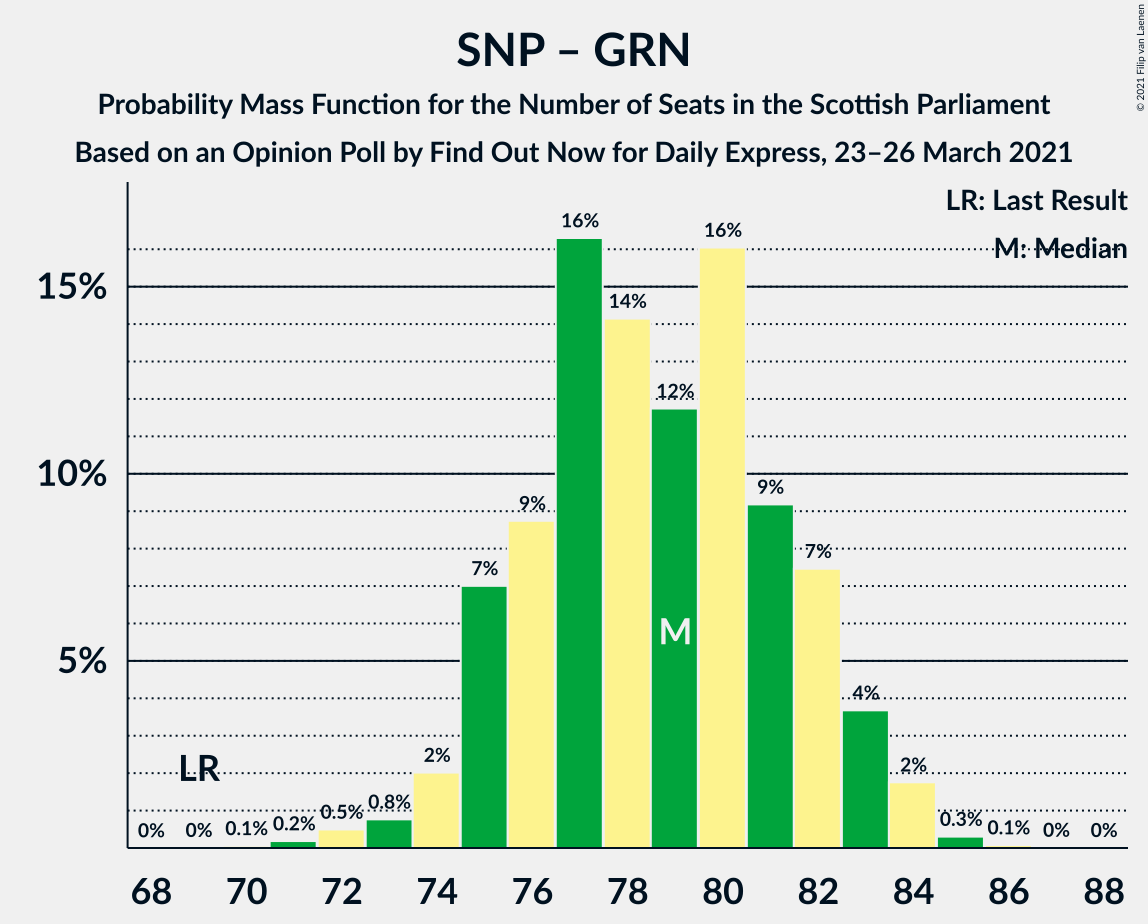 SNP – GRN
Probability Mass Function for the Number of Seats in the Scottish Parliament
Based on an Opinion Poll by Find Out Now for Daily Express, 23–26 March 2021
© 2021 Filip van Laenen
LR: Last Result
M: Median
15%
10%
5%
0% 0% 0.1% 0.2% 0.5% 0.8% 2% 7% 9% 16% 14% 12% 16% 9% 7% 4% 2% 0.3% 0.1% 0% 0%
LR
M
68 70 72 74 76 78 80 82 84 86 88